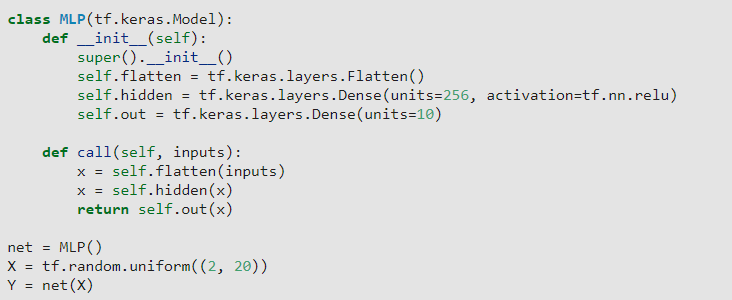 class MLP(tf.keras.Model):
    def __init__(self):
        super().__init__()
        self.flatten = tf.keras.layers.Flatten()
        self.hidden = tf.keras.layers.Dense(units=256, activation=tf.nn.relu)
        self.out = tf.keras.layers.Dense(units=10)

    def call(self, inputs):
        x = self.flatten(inputs)
        x = self.hidden(x)
        return self.out(x)

net = MLP()
X = tf.random.uniform((2, 20))
Y = net(X)